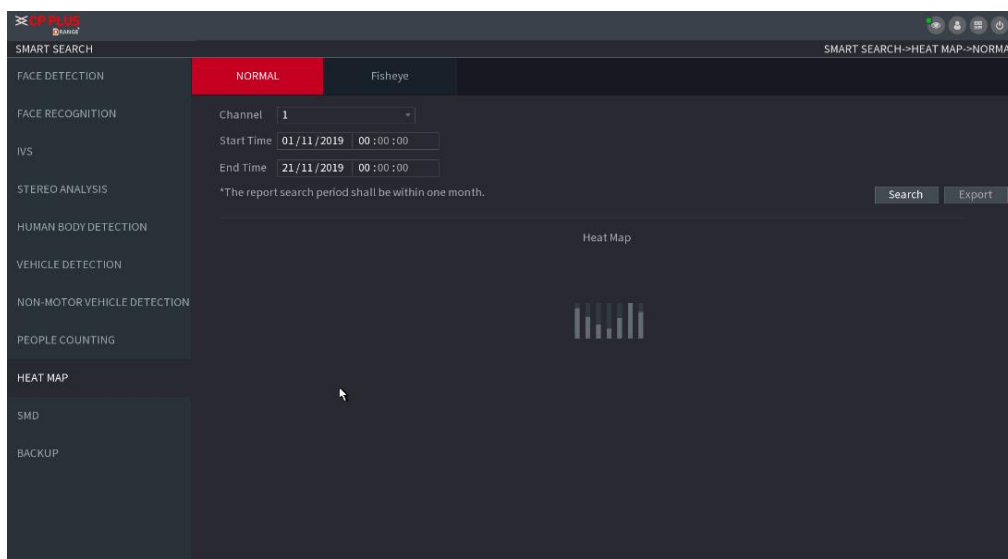 CP PLUS
ORANGE
SMART SEARCH
SMART SEARCH->HEAT MAP->NORMA
FACE DETECTION
FACE RECOGNITION
IVS
STEREO ANALYSIS
HUMAN BODY DETECTION
VEHICLE DETECTION
NON-MOTOR VEHICLE DETECTION
PEOPLE COUNTING
HEAT MAP
SMD
BACKUP
NORMAL Fisheye
Channel 1
Start Time 01/11/2019 00:00:00
End Time 21/11/2019 00:00:00
*The report search period shall be within one month.
Search Export
Heat Map